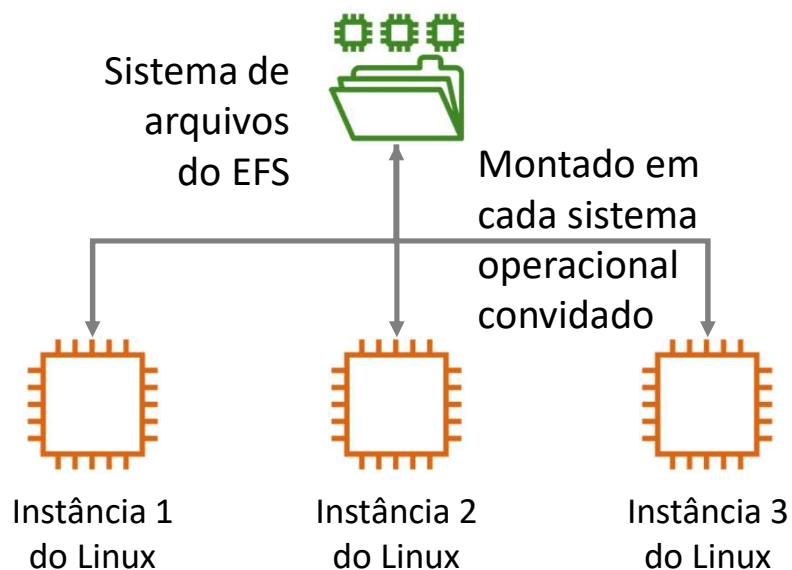 Sistema de
arquivos
do EFS
Montado em
cada sistema
operacional
convidado
Instância 1
do Linux
Instância 2
do Linux
Instância 3
do Linux